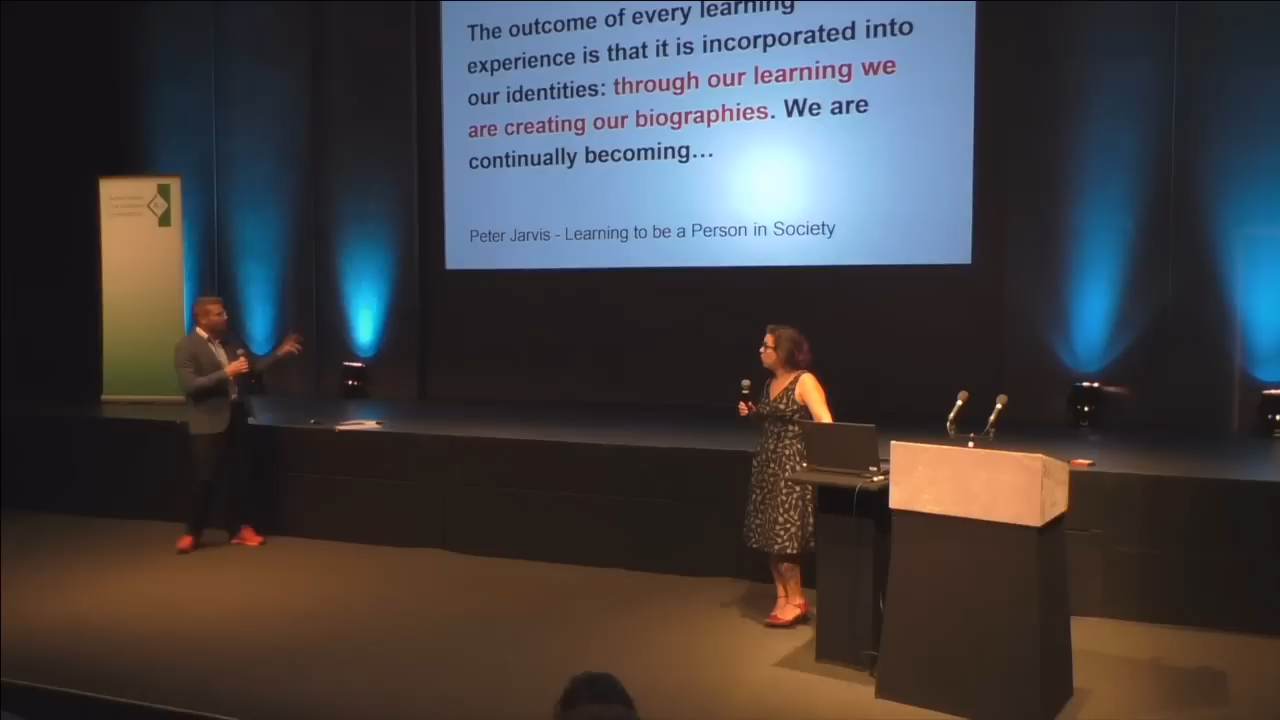 The outcome of every learning
experience is that it is incorporated into
our identities: through our learning we
are creating our biographies. We are
continually becoming...
Peter Jarvis - Learning to be a Person in Society